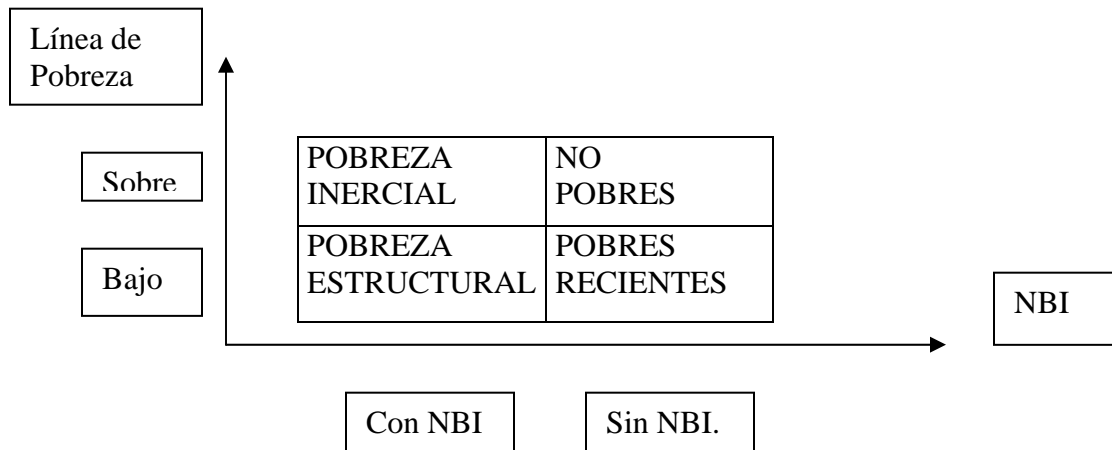 Línea de
Pobreza
Sobre
POBREZA
INERCIAL
NO
POBRES
Bajo
POBREZA
ESTRUCTURAL
POBRES
RECIENTES
NBI
Con NBI
Sin NBI.